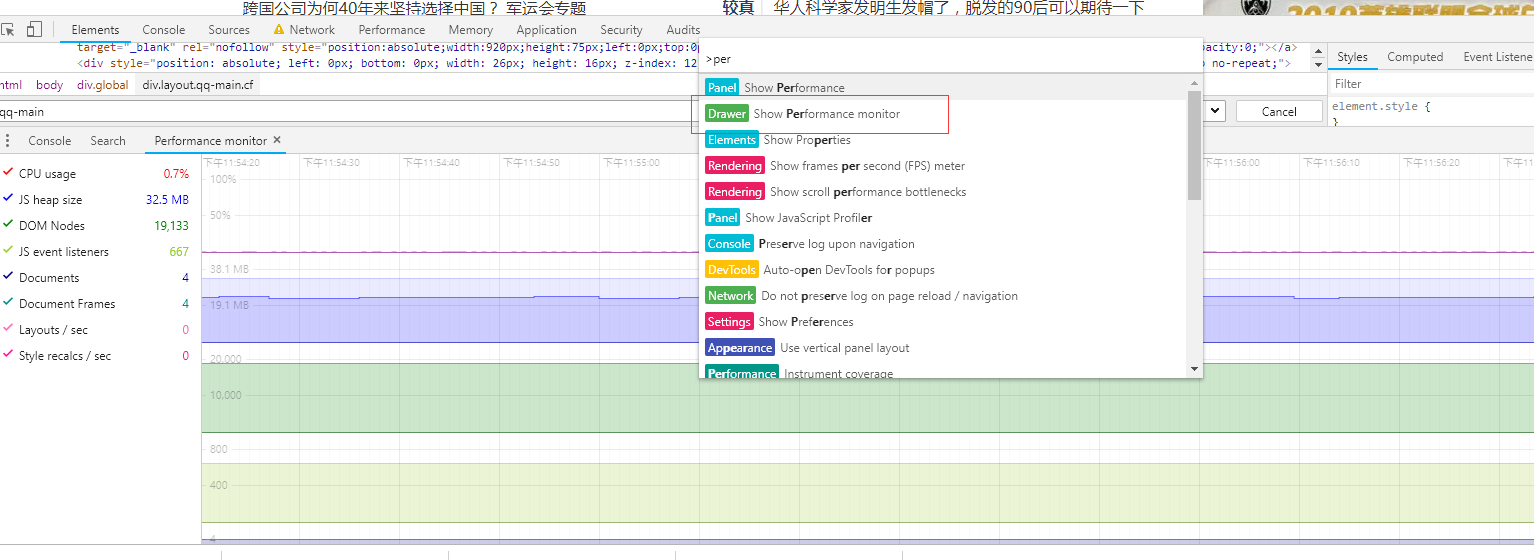 跨国公司为何40年来坚持选择中国？ 军运会专题
较真 华人科学家发明生发帽了，脱发的90后可以期待一下
Elements Console Sources Network Performance Memory Application Security Audits
target="_blank" rel="nofollow" style="position:absolute;width:920px;height:75px;left:0px;top:0p
pacity:0;"></a>
<div style="position: absolute; left: 0px; bottom: 0px; width: 26px; height: 16px; z-index: 12
no-repeat;">
html body div.global div.layout.qq-main.cf
Styles Computed Event Listene
Filter
element.style {
}
qq-main
Cancel
>per
Panel Show Performance
Drawer Show Performance monitor
Elements Show Properties
Rendering Show frames per second (FPS) meter
Rendering Show scroll performance bottlenecks
Panel Show JavaScript Profiler
Console Preserve log upon navigation
DevTools Auto-open DevTools for popups
Network Do not preserve log on page reload / navigation
Settings Show Preferences
Appearance Use vertical panel layout
Performance Instrument coverage
Console Search Performance monitor ×
CPU usage 0.7%
JS heap size 32.5 MB
DOM Nodes 19,133
JS event listeners 667
Documents 4
Document Frames 4
Layouts / sec 0
Style recalcs / sec 0
下午11:54:20 下午11:54:30 下午11:54:40 下午11:54:50 下午11:55:00 下午11:56:00 下午11:56:10 下午11:56:20 下午11:
100%
50%
38.1 MB
19.1 MB
20,000
10,000
800
400
4